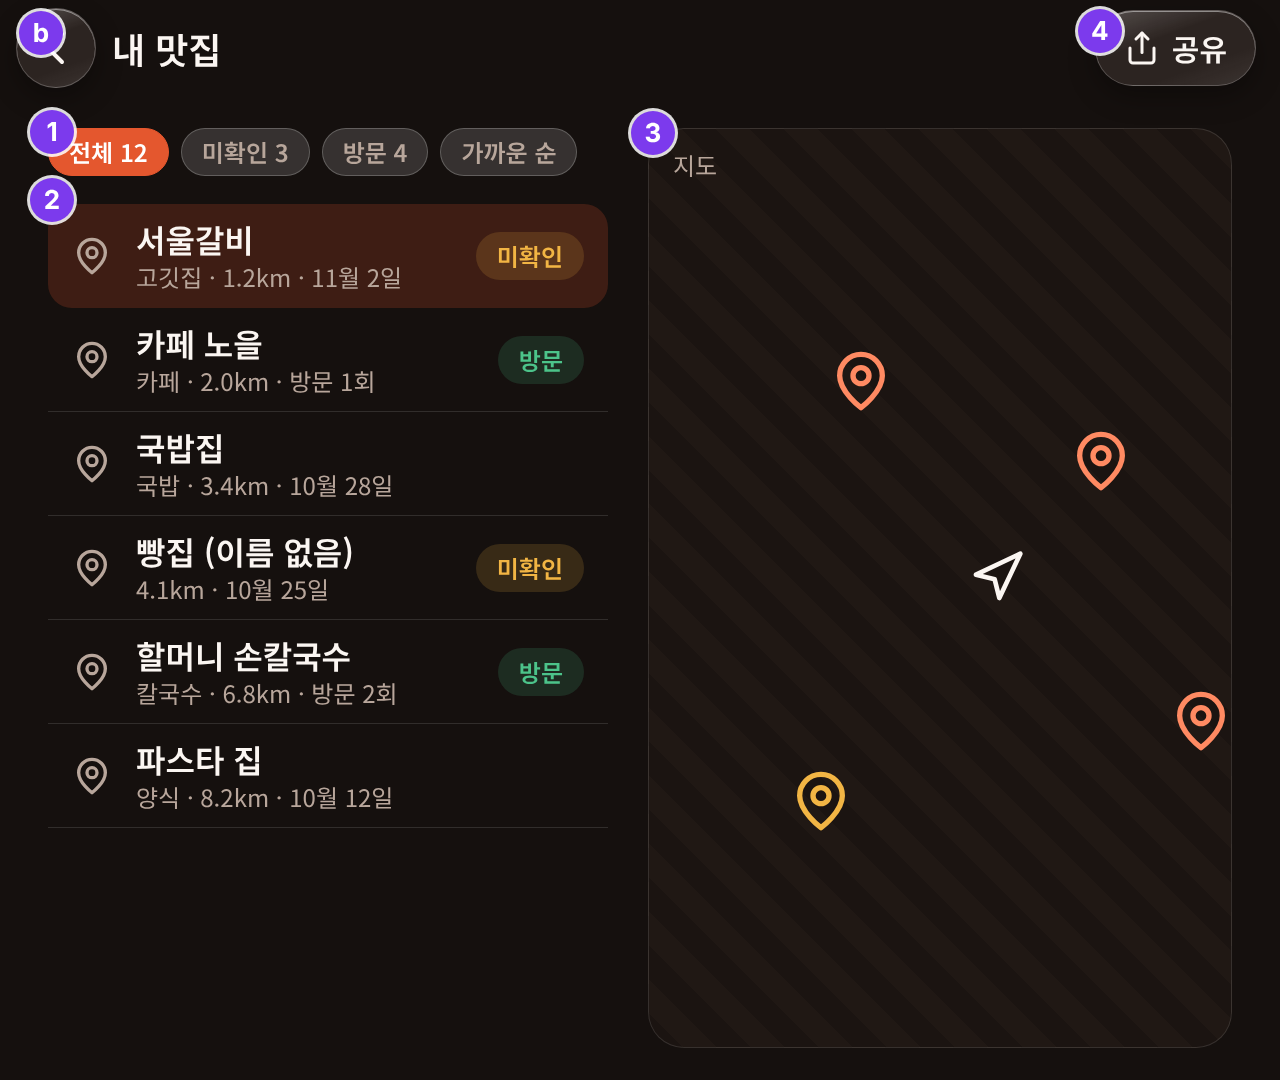 b
내 맛집
4
공유
1
전체 12
미확인 3
방문 4
가까운 순
2
서울갈비
고깃집 · 1.2km · 11월 2일
미확인
카페 노을
카페 · 2.0km · 방문 1회
방문
국밥집
국밥 · 3.4km · 10월 28일
빵집 (이름 없음)
4.1km · 10월 25일
미확인
할머니 손칼국수
칼국수 · 6.8km · 방문 2회
방문
파스타 집
양식 · 8.2km · 10월 12일
3
지도